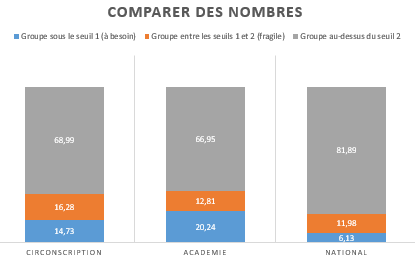 COMPARER DES NOMBRES
Groupe sous le seuil 1 (à besoin) Groupe entre les seuils 1 et 2 (fragile) Groupe au-dessus du seuil 2
68,99 66,95 81,89
16,28 12,81 11,98
14,73 20,24 6,13
CIRCONSCRIPTION ACADEMIE NATIONAL